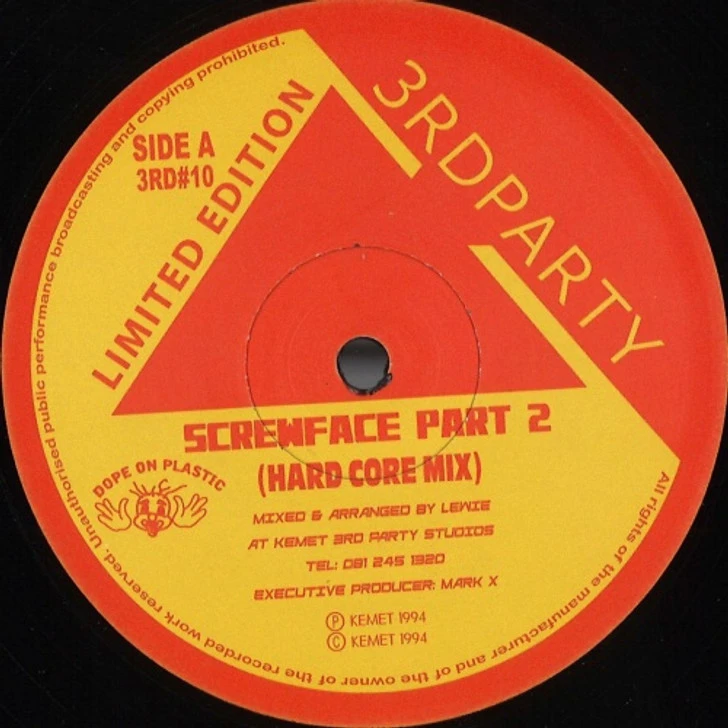 3RDPARTY
LIMITED EDITION
SIDE A
3RD#10
SCREWFACE PART 2
(HARD CORE MIX)
DOPE ON PLASTIC
MIXED & ARRANGED BY LEWIE
AT KEMET 3RD PARTY STUDIOS
TEL: 081 245 1320
EXECUTIVE PRODUCER: MARK X
Ⓟ KEMET 1994
© KEMET 1994
All rights of the manufacturer and of the owner of the recorded work reserved. Unauthorised public performance broadcasting and copying prohibited.